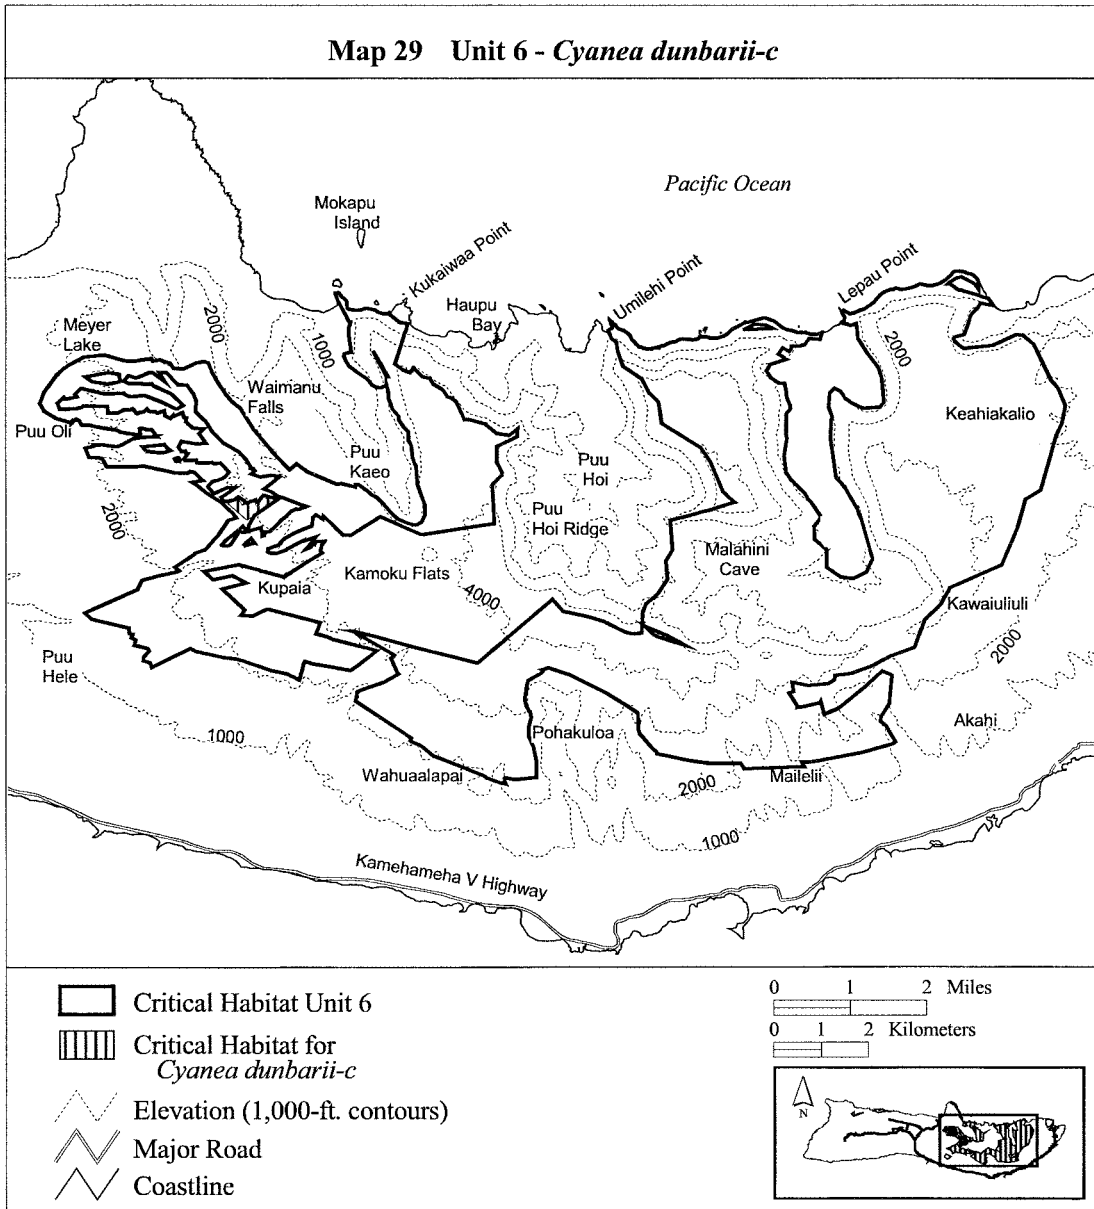 Map 29 Unit 6 - Cyanea dunbarii-c
Pacific Ocean
Mokapu
Island
Kukaiwaa Point
Haupu
Bay
Umilehi Point
Lepau Point
Meyer
Lake
2000
1000
2000
Waimanu
Falls
Keahiakalio
Puu Oli
Puu
Kaeo
Puu
Hoi
2000
Puu
Hoi Ridge
Malahini
Cave
Kupaia
Kamoku Flats
4000
Kawaiuliuli
2000
Puu
Hele
1000
Pohakuloa
Akahi
Wahuaalapai
2000
Mailelii
1000
Kamehameha V Highway
Critical Habitat Unit 6
Critical Habitat for
Cyanea dunbarii-c
Elevation (1,000-ft. contours)
Major Road
Coastline
0 1 2 Miles
0 1 2 Kilometers
N